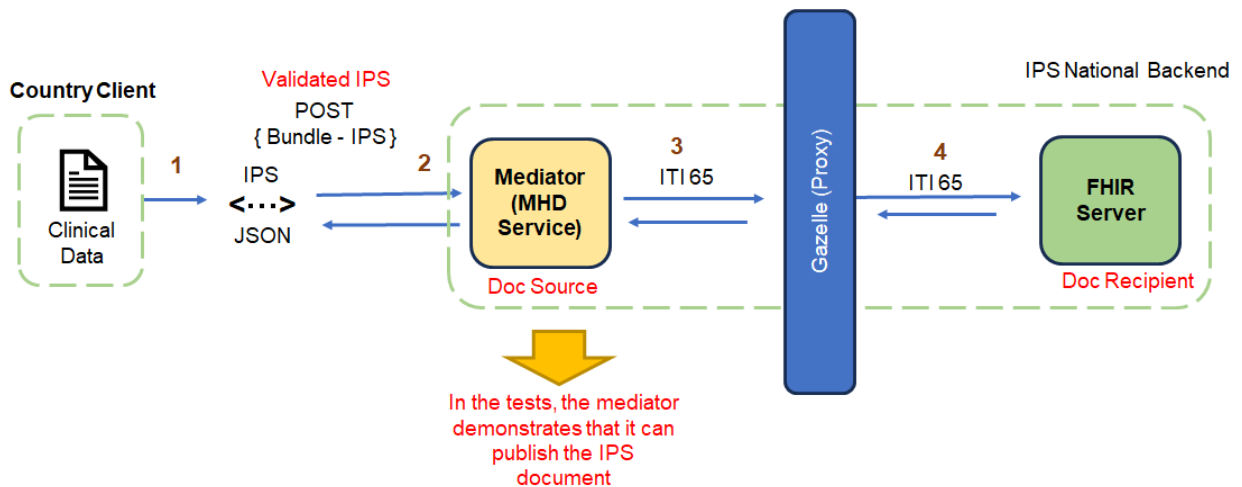 Country Client
Clinical
Data
1
Validated IPS
POST
{ Bundle - IPS }
IPS
<···>
JSON
2
Mediator
(MHD
Service)
Doc Source
3
ITI 65
Gazelle (Proxy)
4
ITI 65
IPS National Backend
FHIR
Server
Doc Recipient
In the tests, the mediator
demonstrates that it can
publish the IPS
document